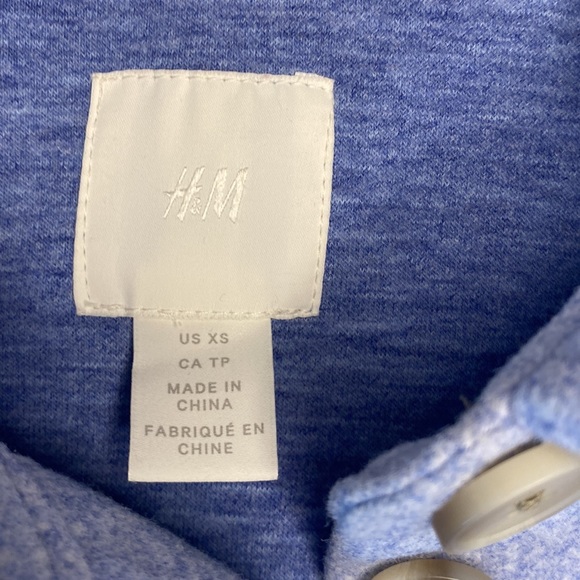 H&M
US XS
CA TP
MADE IN
CHINA
FABRIQUÉ EN
CHINE